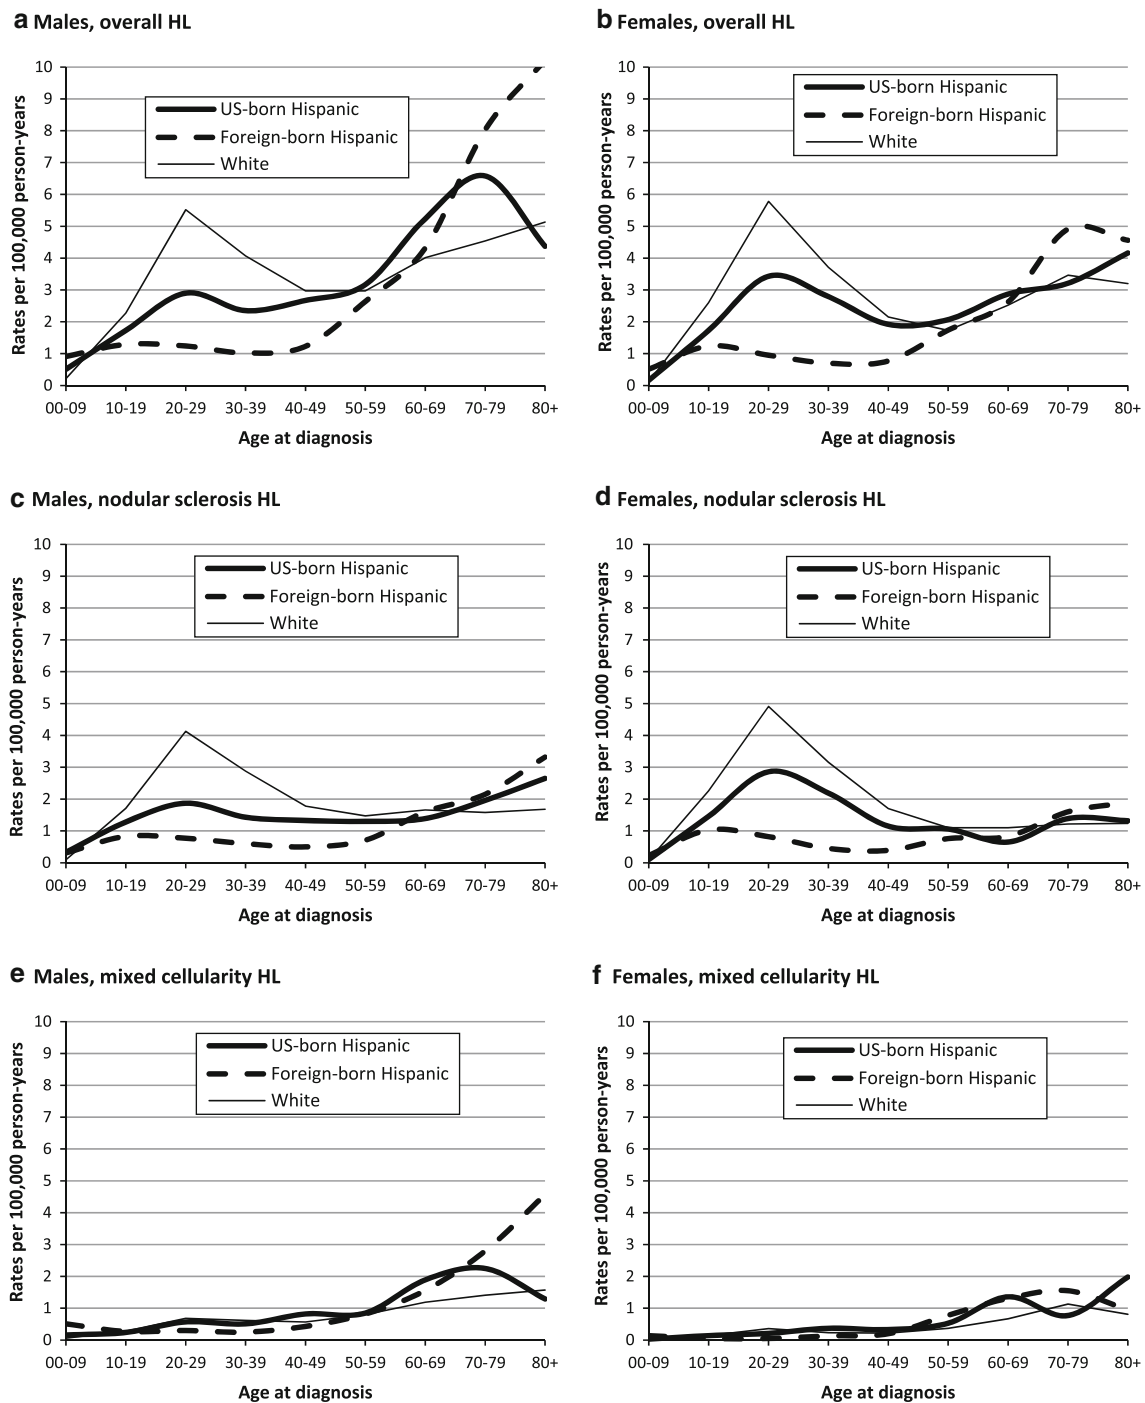 a Males, overall HL
Rates per 100,000 person-years
10
9
8
7
6
5
4
3
2
1
0
US-born Hispanic
Foreign-born Hispanic
White
00-09 10-19 20-29 30-39 40-49 50-59 60-69 70-79 80+
Age at diagnosis
b Females, overall HL
Rates per 100,000 person-years
10
9
8
7
6
5
4
3
2
1
0
US-born Hispanic
Foreign-born Hispanic
White
00-09 10-19 20-29 30-39 40-49 50-59 60-69 70-79 80+
Age at diagnosis
c Males, nodular sclerosis HL
Rates per 100,000 person-years
10
9
8
7
6
5
4
3
2
1
0
US-born Hispanic
Foreign-born Hispanic
White
00-09 10-19 20-29 30-39 40-49 50-59 60-69 70-79 80+
Age at diagnosis
d Females, nodular sclerosis HL
Rates per 100,000 person-years
10
9
8
7
6
5
4
3
2
1
0
US-born Hispanic
Foreign-born Hispanic
White
00-09 10-19 20-29 30-39 40-49 50-59 60-69 70-79 80+
Age at diagnosis
e Males, mixed cellularity HL
Rates per 100,000 person-years
10
9
8
7
6
5
4
3
2
1
0
US-born Hispanic
Foreign-born Hispanic
White
00-09 10-19 20-29 30-39 40-49 50-59 60-69 70-79 80+
Age at diagnosis
f Females, mixed cellularity HL
Rates per 100,000 person-years
10
9
8
7
6
5
4
3
2
1
0
US-born Hispanic
Foreign-born Hispanic
White
00-09 10-19 20-29 30-39 40-49 50-59 60-69 70-79 80+
Age at diagnosis